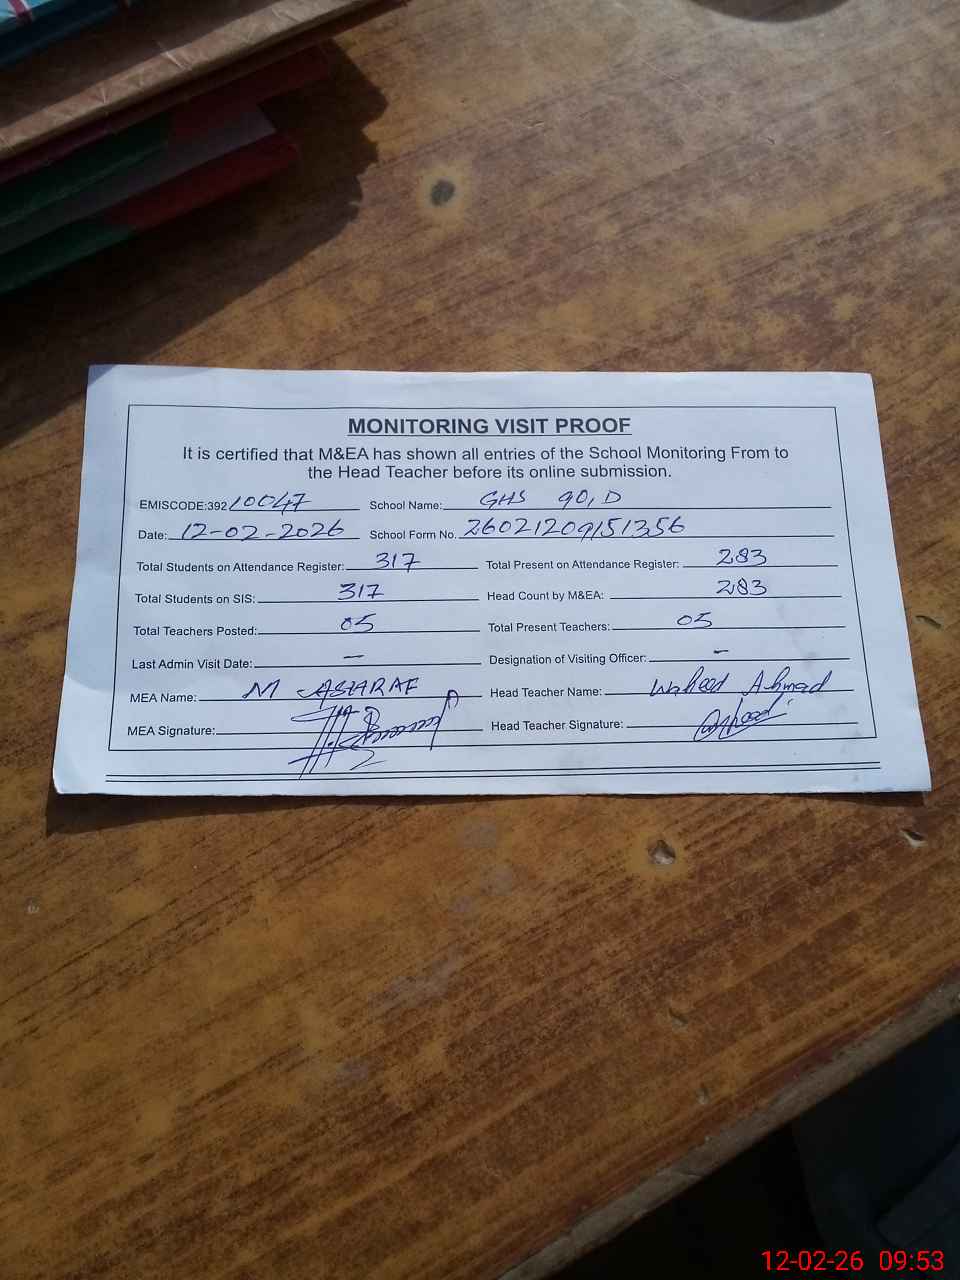 MONITORING VISIT PROOF
It is certified that M&EA has shown all entries of the School Monitoring From to
the Head Teacher before its online submission.
EMISCODE:392 10047 School Name: GHS 90, D
Date: 12-02-2026 School Form No. 26021209151356
Total Students on Attendance Register: 317 Total Present on Attendance Register: 283
Total Students on SIS: 317 Head Count by M&EA: 283
Total Teachers Posted: 05 Total Present Teachers: 05
Last Admin Visit Date: — Designation of Visiting Officer: —
MEA Name: M ASHARAF Head Teacher Name: Waheed Ahmad
MEA Signature: Head Teacher Signature:
12-02-26 09:53